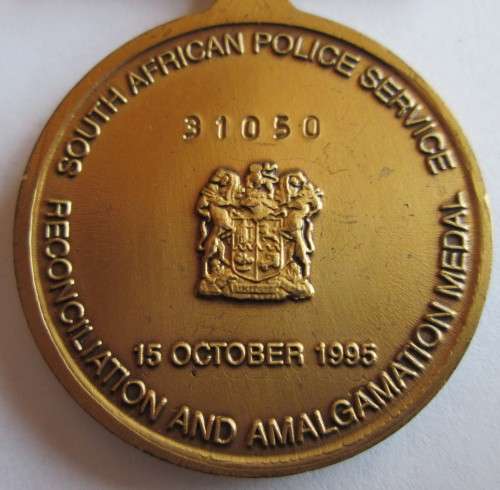 SOUTH AFRICAN POLICE SERVICE
31050
15 OCTOBER 1995
RECONCILIATION AND AMALGAMATION MEDAL